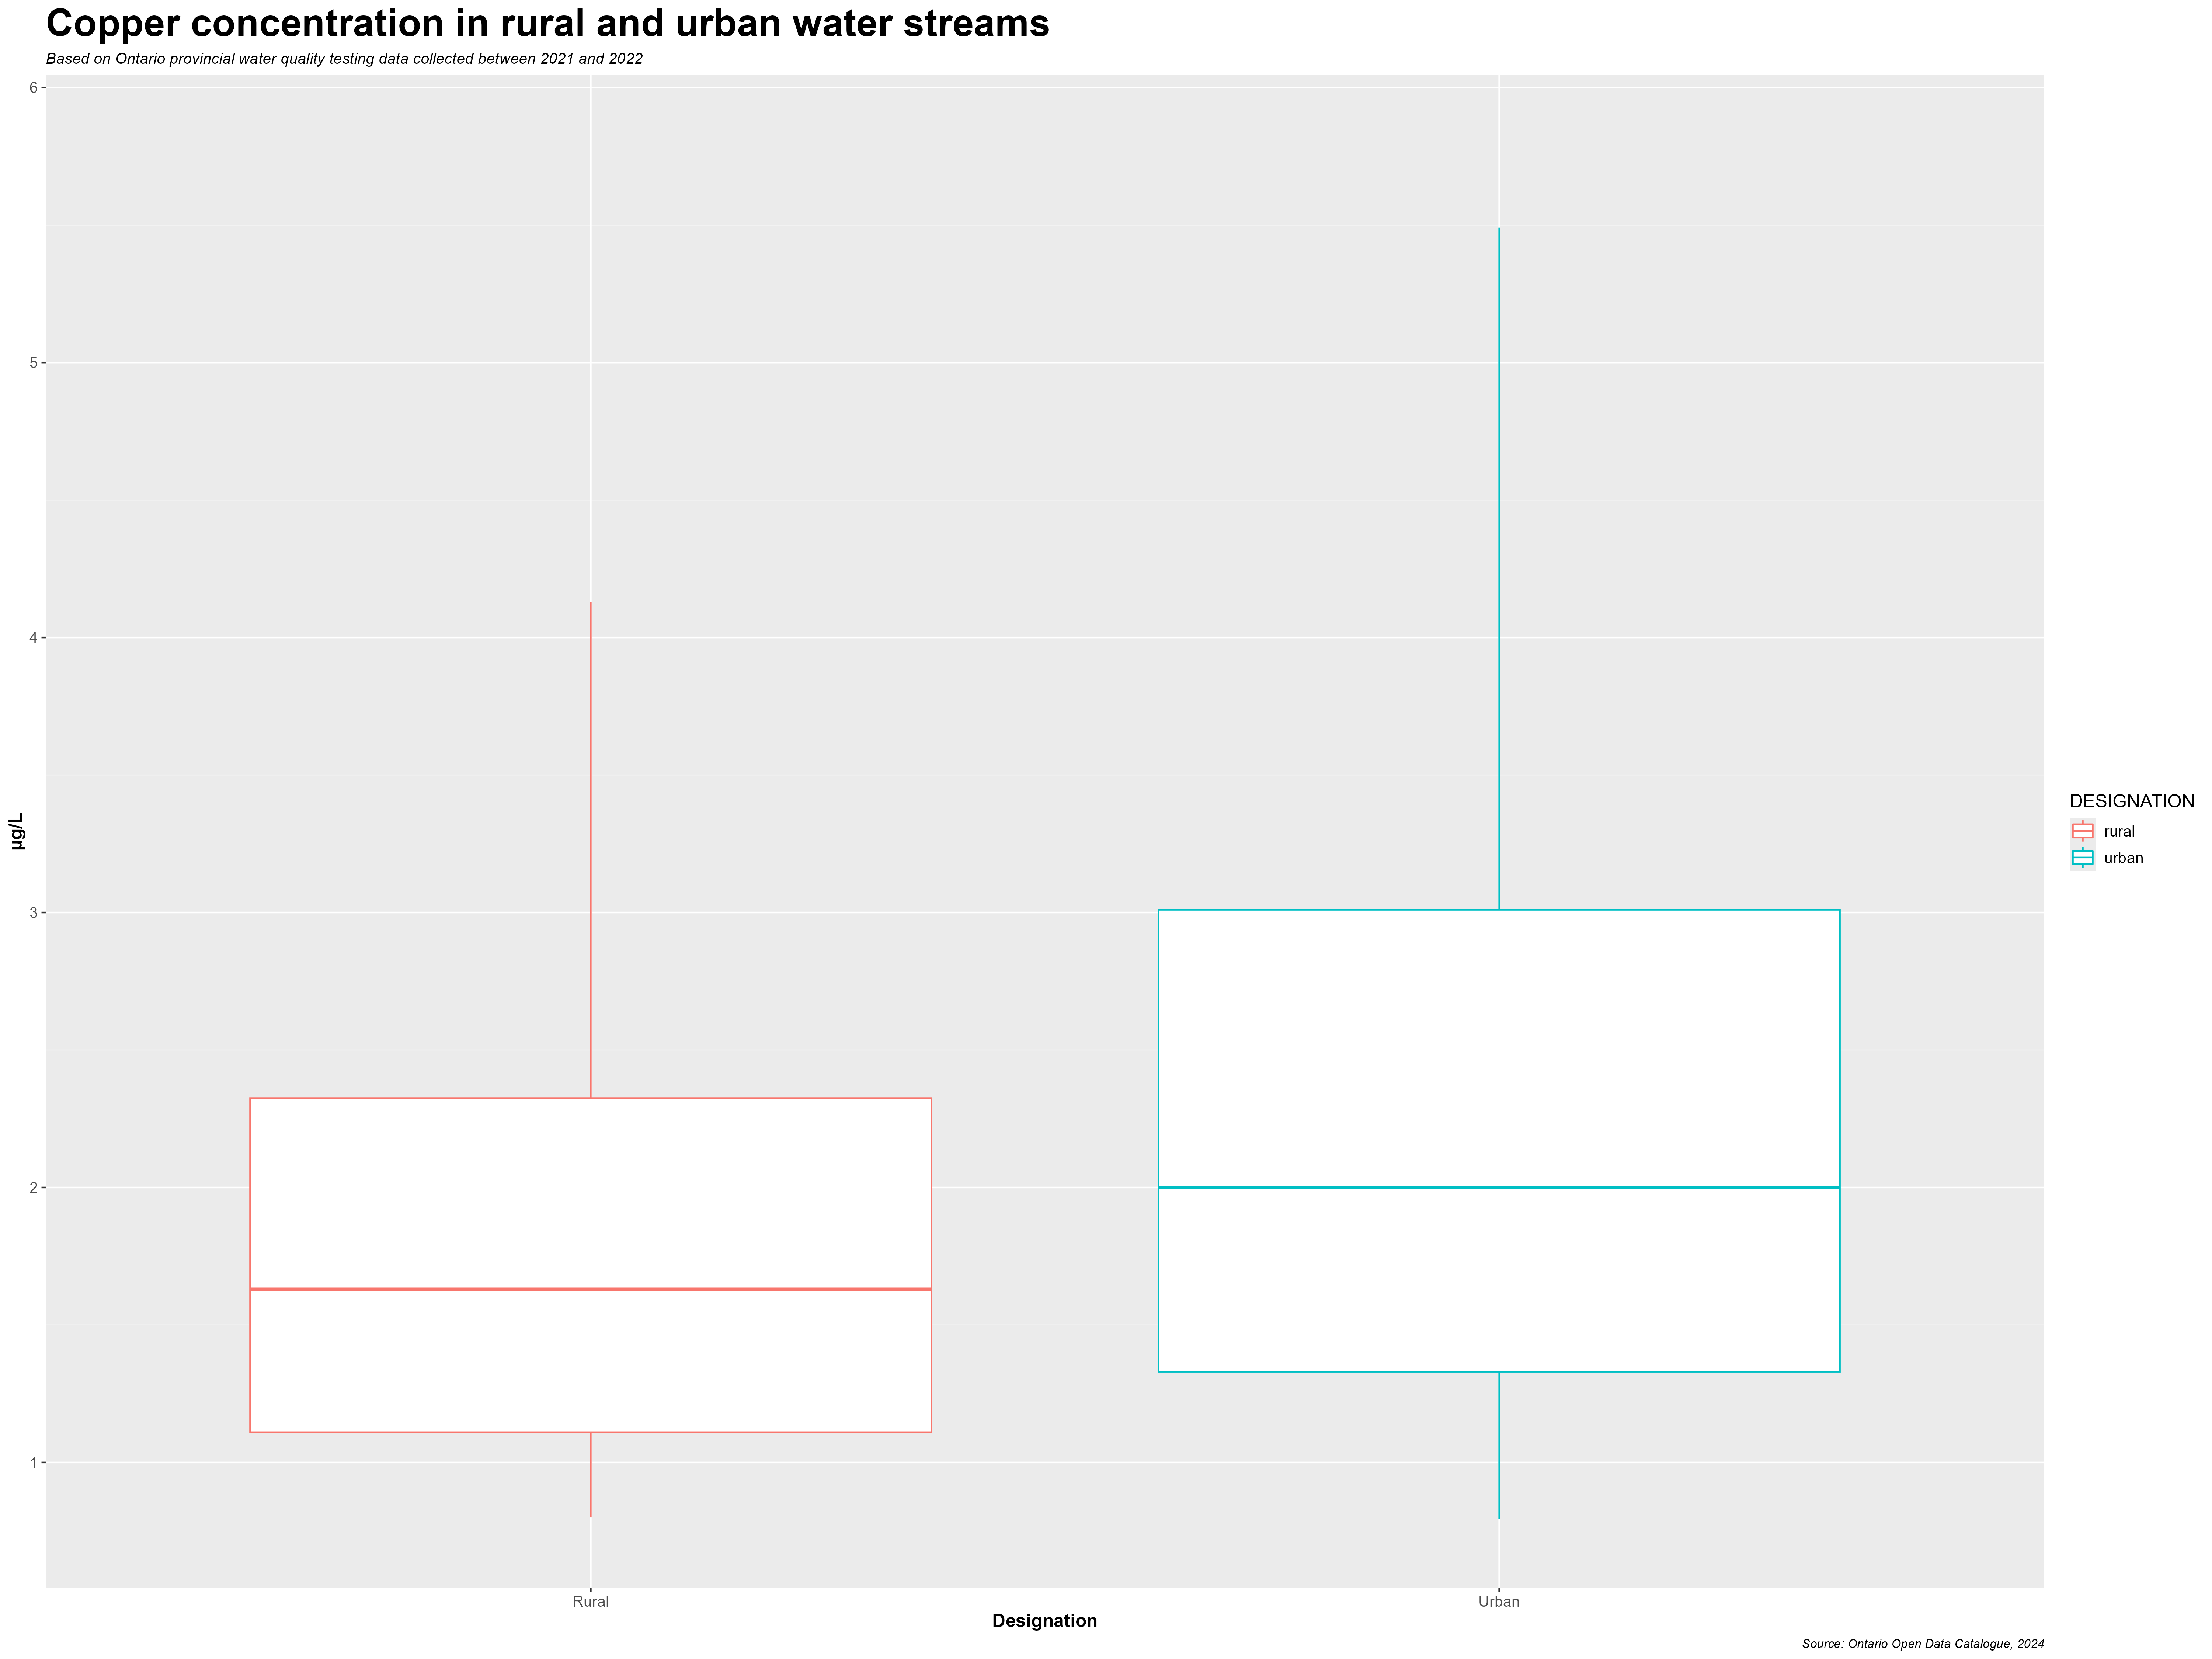 Copper concentration in rural and urban water streams
Based on Ontario provincial water quality testing data collected between 2021 and 2022
6
5
4
3
2
1
µg/L
Rural
Urban
Designation
DESIGNATION
rural
urban
Source: Ontario Open Data Catalogue, 2024